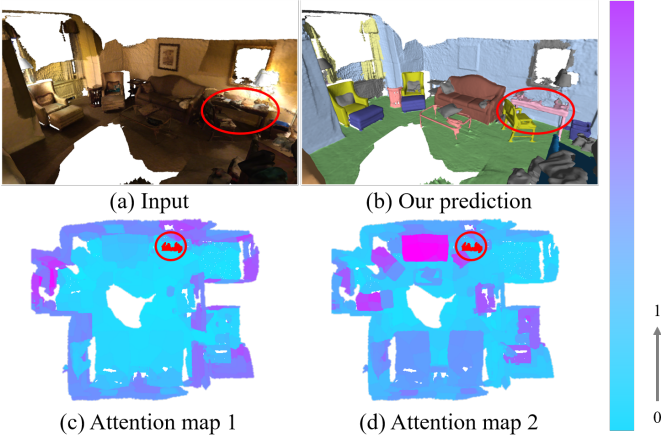 (a) Input
(b) Our prediction
(c) Attention map 1
(d) Attention map 2
1
0